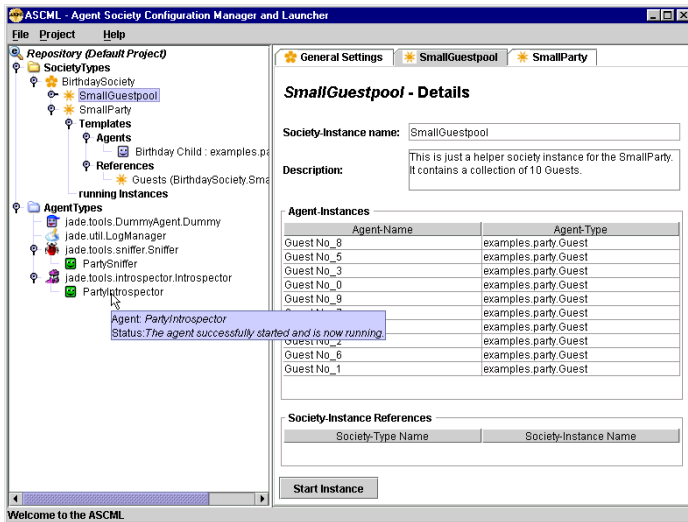 ASCML - Agent Society Configuration Manager and Launcher
File Project Help
Repository (Default Project)
SocietyTypes
BirthdaySociety
SmallGuestpool
SmallParty
Templates
Agents
Birthday Child : examples.pa
References
Guests (BirthdaySociety.Sma
running Instances
AgentTypes
jade.tools.DummyAgent.Dummy
jade.util.LogManager
jade.tools.sniffer.Sniffer
PartySniffer
jade.tools.introspector.Introspector
PartyIntrospector
Agent: PartyIntrospector
Status:The agent successfully started and is now running.
General Settings SmallGuestpool SmallParty
SmallGuestpool - Details
Society-Instance name: SmallGuestpool
Description:
This is just a helper society instance for the SmallParty.
It contains a collection of 10 Guests.
Agent-Instances
Agent-Name Agent-Type
Guest No_8 examples.party.Guest
Guest No_5 examples.party.Guest
Guest No_3 examples.party.Guest
Guest No_0 examples.party.Guest
Guest No_9 examples.party.Guest
Guest No_2 examples.party.Guest
Guest No_6 examples.party.Guest
Guest No_1 examples.party.Guest
Society-Instance References
Society-Type Name Society-Instance Name
Start Instance
Welcome to the ASCML